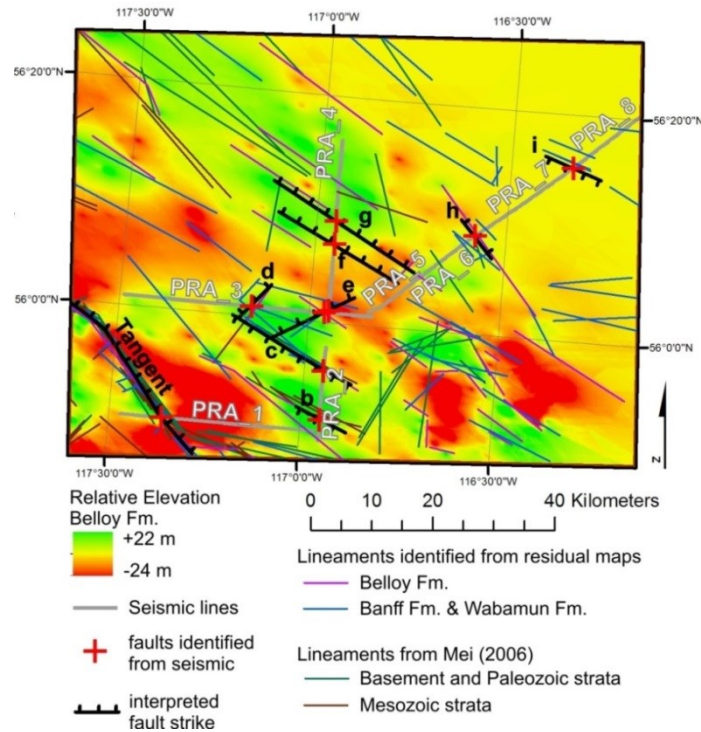 117°0'0"W
116°30'0"W
56°20'0"N
56°20'0"N
PRA_4
PRA_8
i
PRA_7
h
g
f
PRA_5
PRA_6
d
PRA_3
e
56°0'0"N
56°0'0"N
c
Tangent
PRA_2
b
PRA_1
N
117°30'0"W
117°0'0"W
116°30'0"W
Relative Elevation
Belloy Fm.
+22 m
-24 m
Seismic lines
faults identified
from seismic
interpreted
fault strike
0 10 20 40 Kilometers
Lineaments identified from residual maps
Belloy Fm.
Banff Fm. & Wabamun Fm.
Lineaments from Mei (2006)
Basement and Paleozoic strata
Mesozoic strata